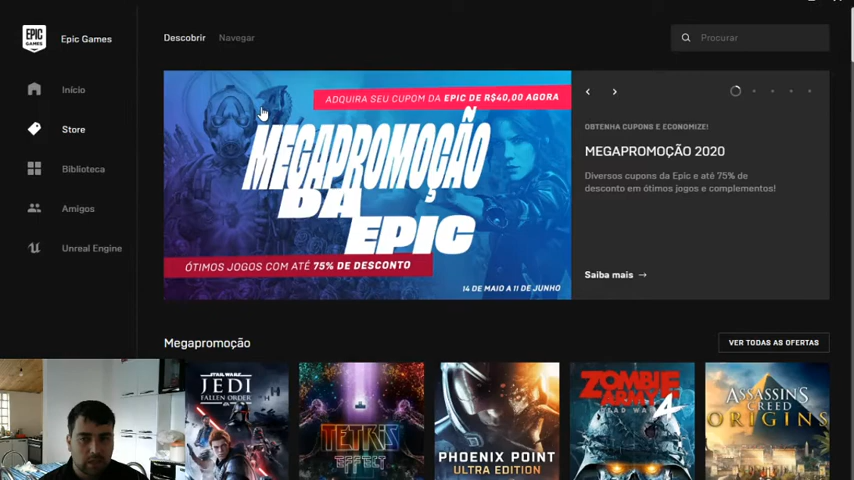 EPIC
GAMES
Epic Games
Início
Store
Biblioteca
Amigos
Unreal Engine
Descobrir
Navegar
Procurar
ADQUIRA SEU CUPOM DA EPIC DE R$40,00 AGORA
MEGAPROMOÇÃO
DA
EPIC
ÓTIMOS JOGOS COM ATÉ 75% DE DESCONTO
14 DE MAIO A 11 DE JUNHO
OBTENHA CUPONS E ECONOMIZE!
MEGAPROMOÇÃO 2020
Diversos cupons da Epic e até 75% de
desconto em ótimos jogos e complementos!
Saiba mais →
Megapromoção
VER TODAS AS OFERTAS
STAR WARS
JEDI
FALLEN ORDER
TETRIS
EFFECT
PHOENIX POINT
ULTRA EDITION
ZOMBIE
ARMY 4
DEAD WAR
ASSASSIN'S
CREED
ORIGINS